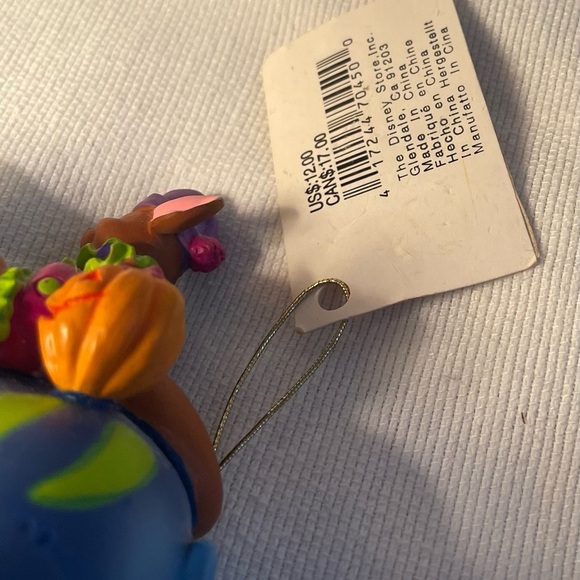 US$:12.00
CAN$:17.00
4 17244 70450 0
The Disney Store,Inc.
Glendale, Ca 91203
Made In China
Fabriqué en Chine
Hecho en China
In China Hergestellt
Manufatto In Cina